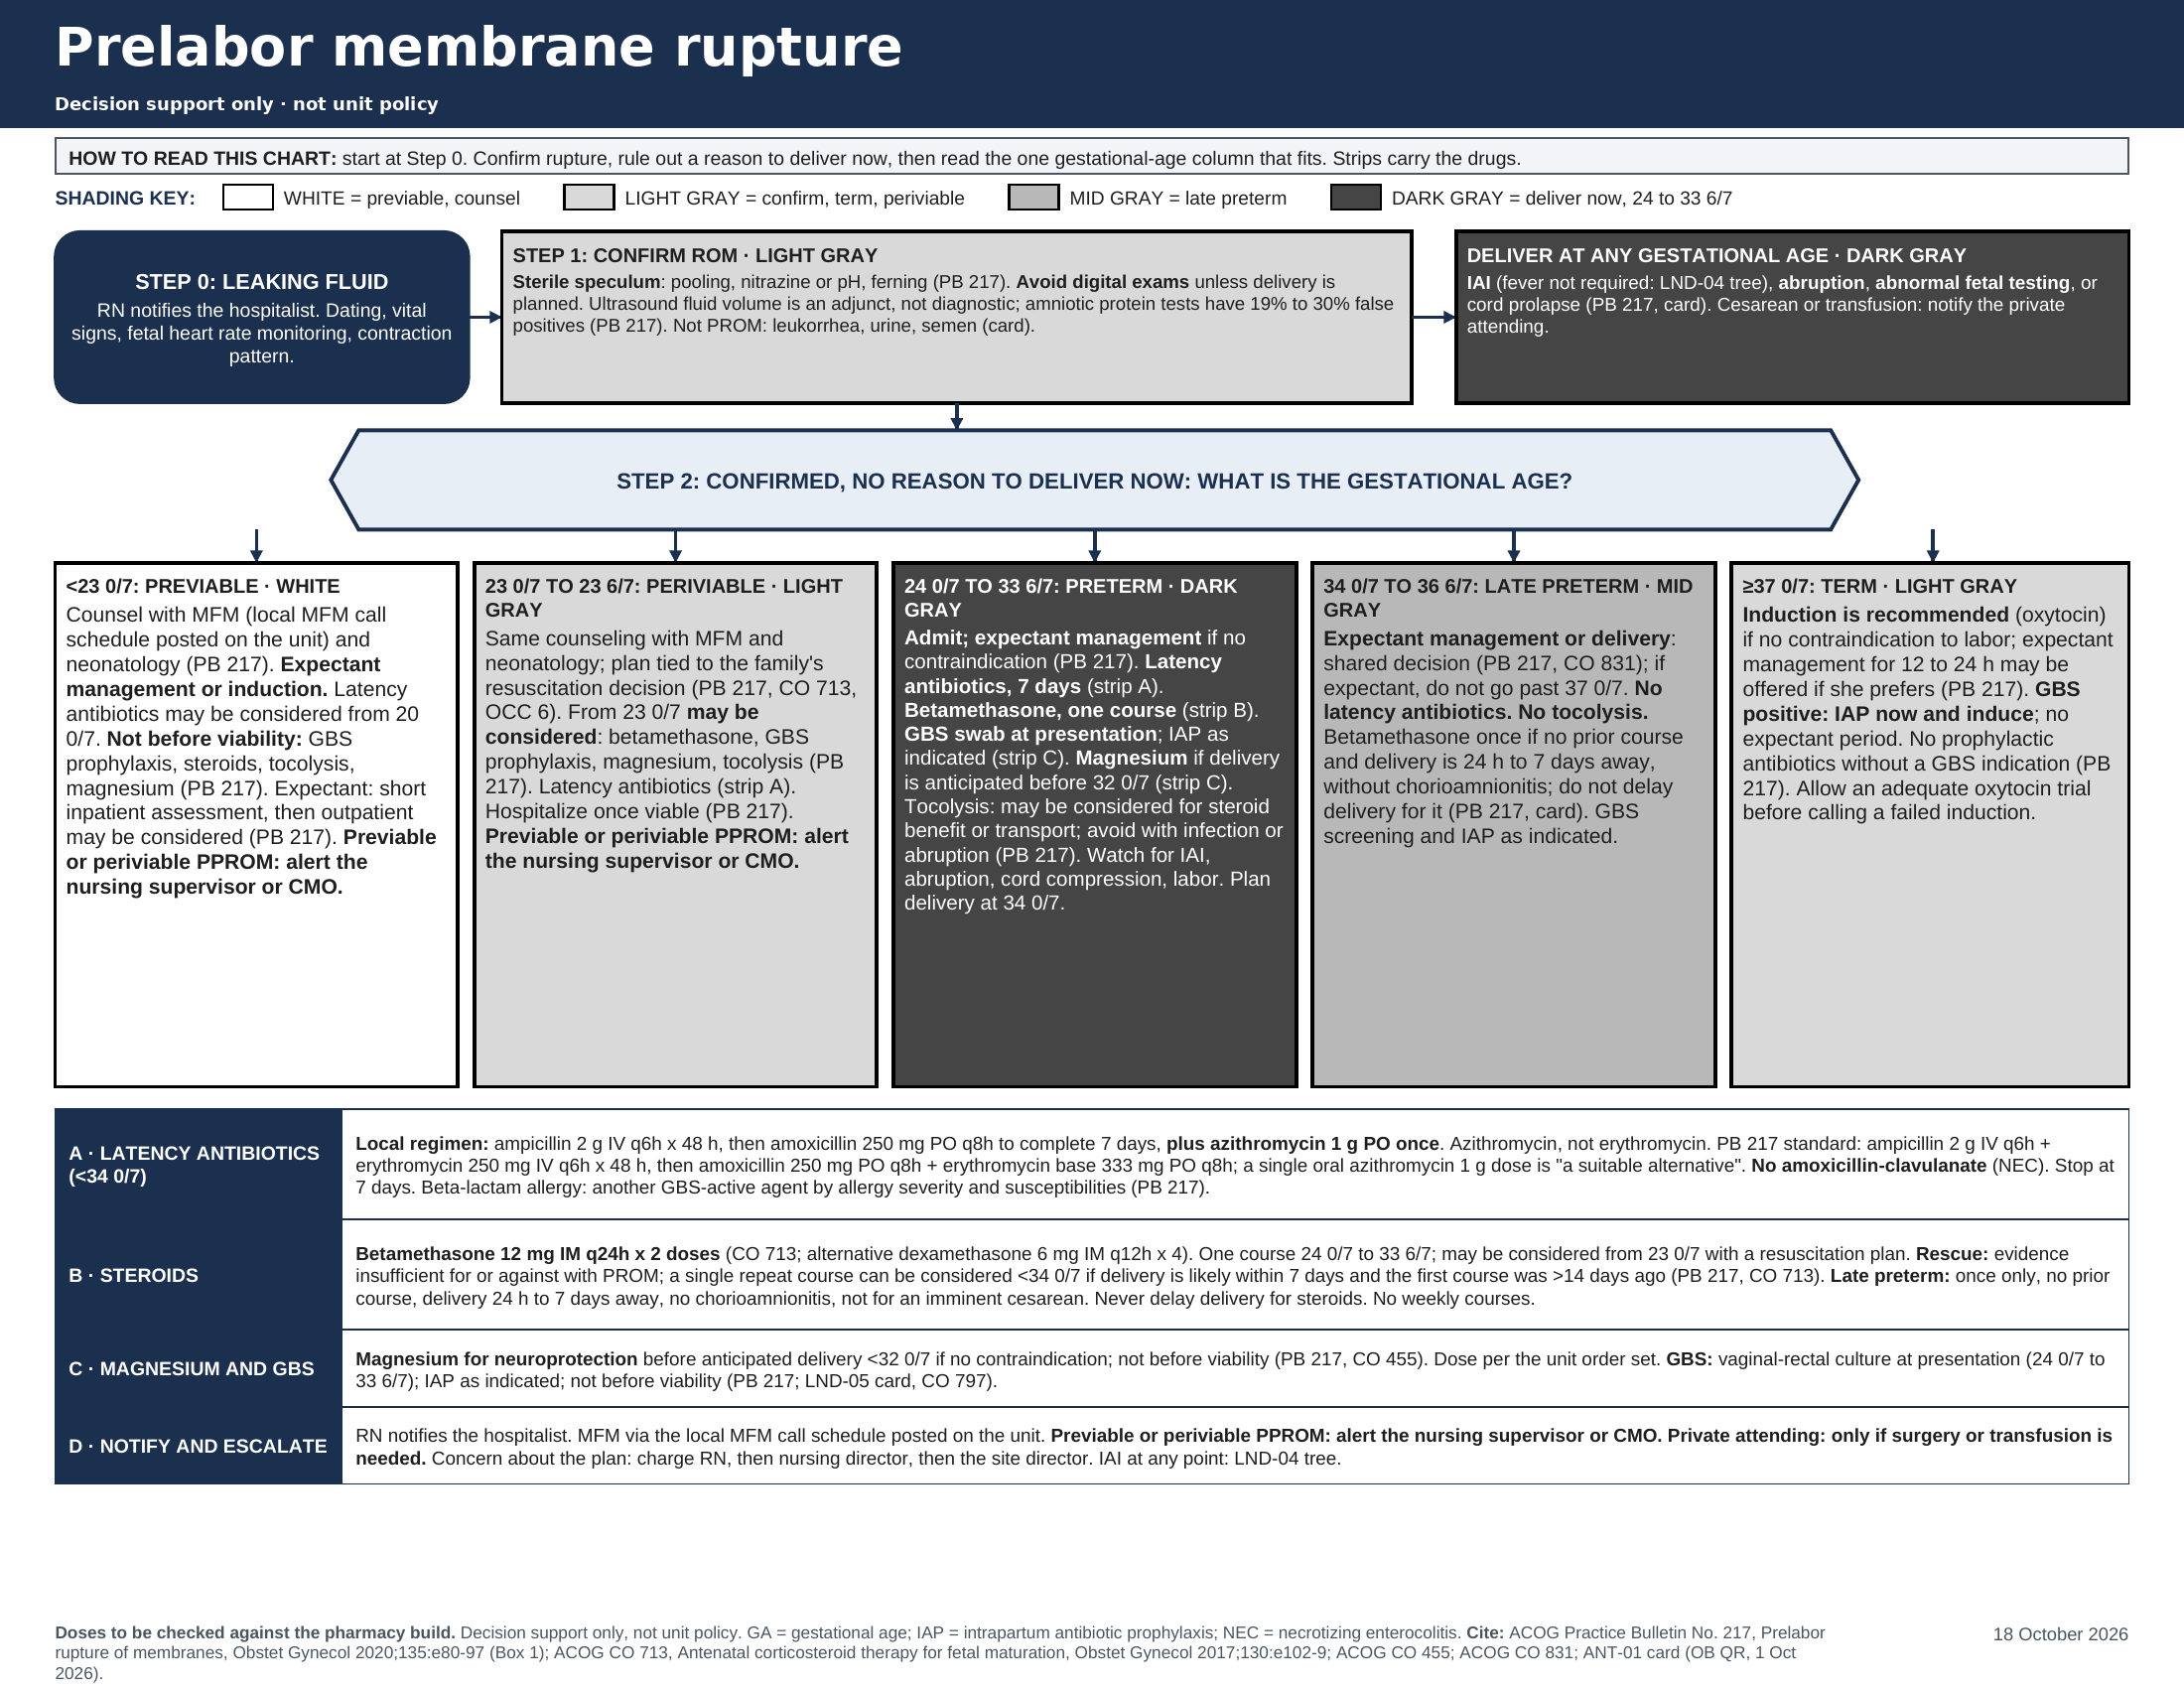 Prelabor membrane rupture
Decision support only · not unit policy
HOW TO READ THIS CHART: start at Step 0. Confirm rupture, rule out a reason to deliver now, then read the one gestational-age column that fits. Strips carry the drugs.
SHADING KEY: WHITE = previable, counsel LIGHT GRAY = confirm, term, periviable MID GRAY = late preterm DARK GRAY = deliver now, 24 to 33 6/7
STEP 0: LEAKING FLUID
RN notifies the hospitalist. Dating, vital
signs, fetal heart rate monitoring, contraction
pattern.
STEP 1: CONFIRM ROM · LIGHT GRAY
Sterile speculum: pooling, nitrazine or pH, ferning (PB 217). Avoid digital exams unless delivery is
planned. Ultrasound fluid volume is an adjunct, not diagnostic; amniotic protein tests have 19% to 30% false
positives (PB 217). Not PROM: leukorrhea, urine, semen (card).
DELIVER AT ANY GESTATIONAL AGE · DARK GRAY
IAI (fever not required: LND-04 tree), abruption, abnormal fetal testing, or
cord prolapse (PB 217, card). Cesarean or transfusion: notify the private
attending.
STEP 2: CONFIRMED, NO REASON TO DELIVER NOW: WHAT IS THE GESTATIONAL AGE?
<23 0/7: PREVIABLE · WHITE
Counsel with MFM (local MFM call
schedule posted on the unit) and
neonatology (PB 217). Expectant
management or induction. Latency
antibiotics may be considered from 20
0/7. Not before viability: GBS
prophylaxis, steroids, tocolysis,
magnesium (PB 217). Expectant: short
inpatient assessment, then outpatient
may be considered (PB 217). Previable
or periviable PPROM: alert the
nursing supervisor or CMO.
23 0/7 TO 23 6/7: PERIVIABLE · LIGHT
GRAY
Same counseling with MFM and
neonatology; plan tied to the family's
resuscitation decision (PB 217, CO 713,
OCC 6). From 23 0/7 may be
considered: betamethasone, GBS
prophylaxis, magnesium, tocolysis (PB
217). Latency antibiotics (strip A).
Hospitalize once viable (PB 217).
Previable or periviable PPROM: alert
the nursing supervisor or CMO.
24 0/7 TO 33 6/7: PRETERM · DARK
GRAY
Admit; expectant management if no
contraindication (PB 217). Latency
antibiotics, 7 days (strip A).
Betamethasone, one course (strip B).
GBS swab at presentation; IAP as
indicated (strip C). Magnesium if delivery
is anticipated before 32 0/7 (strip C).
Tocolysis: may be considered for steroid
benefit or transport; avoid with infection or
abruption (PB 217). Watch for IAI,
abruption, cord compression, labor. Plan
delivery at 34 0/7.
34 0/7 TO 36 6/7: LATE PRETERM · MID
GRAY
Expectant management or delivery:
shared decision (PB 217, CO 831); if
expectant, do not go past 37 0/7. No
latency antibiotics. No tocolysis.
Betamethasone once if no prior course
and delivery is 24 h to 7 days away,
without chorioamnionitis; do not delay
delivery for it (PB 217, card). GBS
screening and IAP as indicated.
≥37 0/7: TERM · LIGHT GRAY
Induction is recommended (oxytocin)
if no contraindication to labor; expectant
management for 12 to 24 h may be
offered if she prefers (PB 217). GBS
positive: IAP now and induce; no
expectant period. No prophylactic
antibiotics without a GBS indication (PB
217). Allow an adequate oxytocin trial
before calling a failed induction.
A · LATENCY ANTIBIOTICS
(<34 0/7)
Local regimen: ampicillin 2 g IV q6h x 48 h, then amoxicillin 250 mg PO q8h to complete 7 days, plus azithromycin 1 g PO once. Azithromycin, not erythromycin. PB 217 standard: ampicillin 2 g IV q6h +
erythromycin 250 mg IV q6h x 48 h, then amoxicillin 250 mg PO q8h + erythromycin base 333 mg PO q8h; a single oral azithromycin 1 g dose is "a suitable alternative". No amoxicillin-clavulanate (NEC). Stop at
7 days. Beta-lactam allergy: another GBS-active agent by allergy severity and susceptibilities (PB 217).
B · STEROIDS
Betamethasone 12 mg IM q24h x 2 doses (CO 713; alternative dexamethasone 6 mg IM q12h x 4). One course 24 0/7 to 33 6/7; may be considered from 23 0/7 with a resuscitation plan. Rescue: evidence
insufficient for or against with PROM; a single repeat course can be considered <34 0/7 if delivery is likely within 7 days and the first course was >14 days ago (PB 217, CO 713). Late preterm: once only, no prior
course, delivery 24 h to 7 days away, no chorioamnionitis, not for an imminent cesarean. Never delay delivery for steroids. No weekly courses.
C · MAGNESIUM AND GBS
Magnesium for neuroprotection before anticipated delivery <32 0/7 if no contraindication; not before viability (PB 217, CO 455). Dose per the unit order set. GBS: vaginal-rectal culture at presentation (24 0/7 to
33 6/7); IAP as indicated; not before viability (PB 217; LND-05 card, CO 797).
D · NOTIFY AND ESCALATE
RN notifies the hospitalist. MFM via the local MFM call schedule posted on the unit. Previable or periviable PPROM: alert the nursing supervisor or CMO. Private attending: only if surgery or transfusion is
needed. Concern about the plan: charge RN, then nursing director, then the site director. IAI at any point: LND-04 tree.
Doses to be checked against the pharmacy build. Decision support only, not unit policy. GA = gestational age; IAP = intrapartum antibiotic prophylaxis; NEC = necrotizing enterocolitis. Cite: ACOG Practice Bulletin No. 217, Prelabor
rupture of membranes, Obstet Gynecol 2020;135:e80-97 (Box 1); ACOG CO 713, Antenatal corticosteroid therapy for fetal maturation, Obstet Gynecol 2017;130:e102-9; ACOG CO 455; ACOG CO 831; ANT-01 card (OB QR, 1 Oct
2026).
18 October 2026